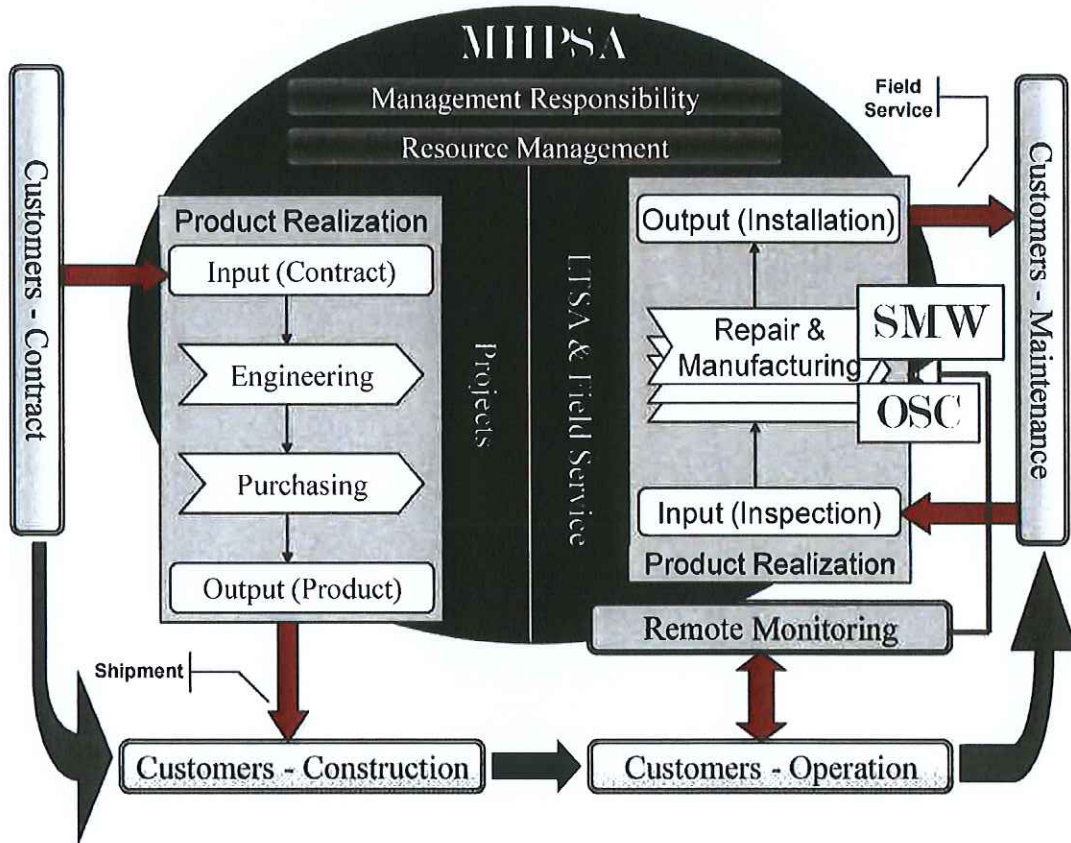 MHPSA
Management Responsibility
Resource Management
Field
Service
Customers - Contract
Product Realization
Input (Contract)
Engineering
Purchasing
Output (Product)
Projects
LTSA & Field Service
Output (Installation)
Repair &
Manufacturing
SMW
OSC
Input (Inspection)
Product Realization
Remote Monitoring
Customers - Maintenance
Shipment
Customers - Construction
Customers - Operation